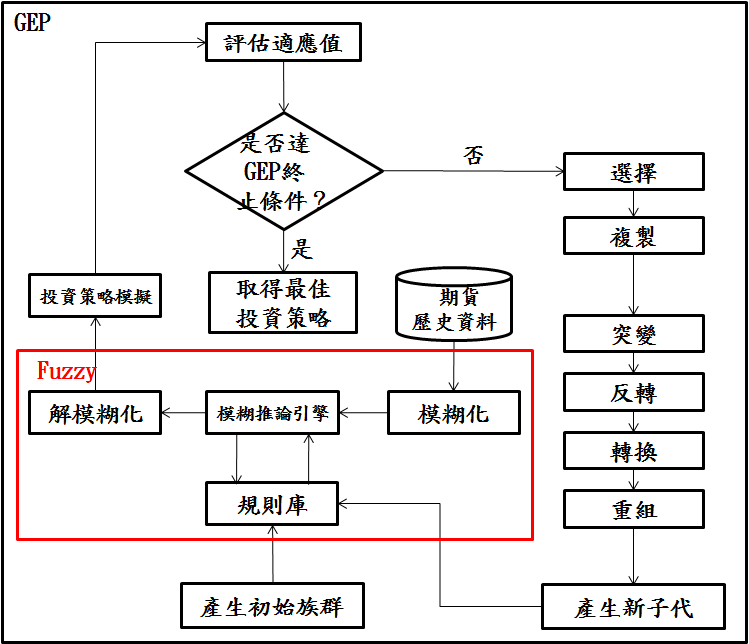 GEP
評估適應值
是否達
GEP終
止條件？
否
是
選擇
複製
取得最佳
投資策略
投資策略模擬
期貨
歷史資料
突變
反轉
轉換
重組
Fuzzy
解模糊化
模糊推論引擎
模糊化
規則庫
產生初始族群
產生新子代